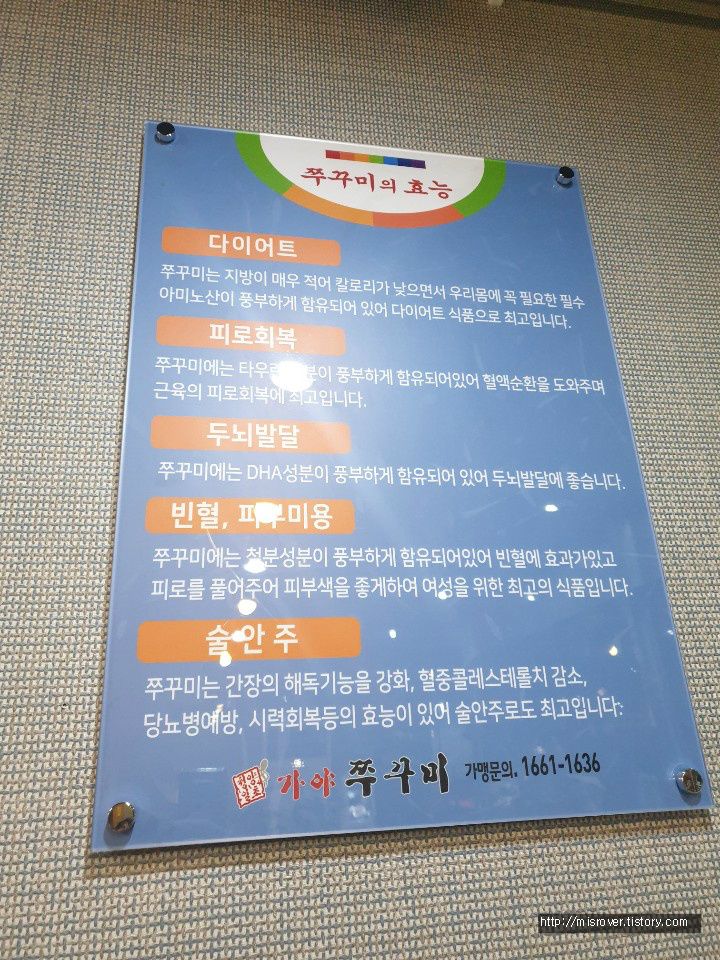 쭈꾸미의 효능
다이어트
쭈꾸미는 지방이 매우 적어 칼로리가 낮으면서 우리몸에 꼭 필요한 필수
아미노산이 풍부하게 함유되어 있어 다이어트 식품으로 최고입니다.
피로회복
쭈꾸미에는 타우린성분이 풍부하게 함유되어있어 혈액순환을 도와주며
근육의 피로회복에 최고입니다.
두뇌발달
쭈꾸미에는 DHA성분이 풍부하게 함유되어 있어 두뇌발달에 좋습니다.
빈혈, 피부미용
쭈꾸미에는 철분성분이 풍부하게 함유되어있어 빈혈에 효과가있고
피로를 풀어주어 피부색을 좋게하여 여성을 위한 최고의 식품입니다.
술안주
쭈꾸미는 간장의 해독기능을 강화, 혈중콜레스테롤치 감소,
당뇨병예방, 시력회복등의 효능이 있어 술안주로도 최고입니다.
가야 쭈꾸미 가맹문의. 1661-1636
http://misrover.tistory.com